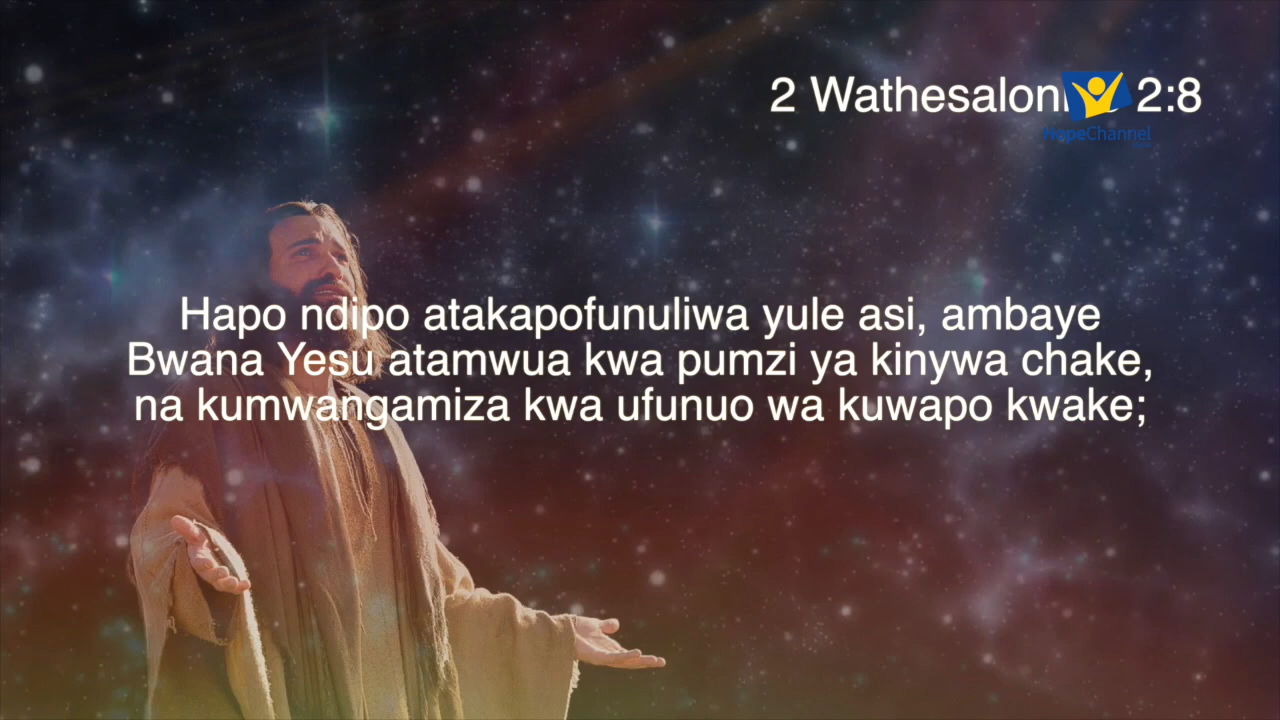 2 Wathesaloni 2:8
HopeChannel
Hapo ndipo atakapofunuliwa yule asi, ambaye
Bwana Yesu atamwua kwa pumzi ya kinywa chake,
na kumwangamiza kwa ufunuo wa kuwapo kwake;